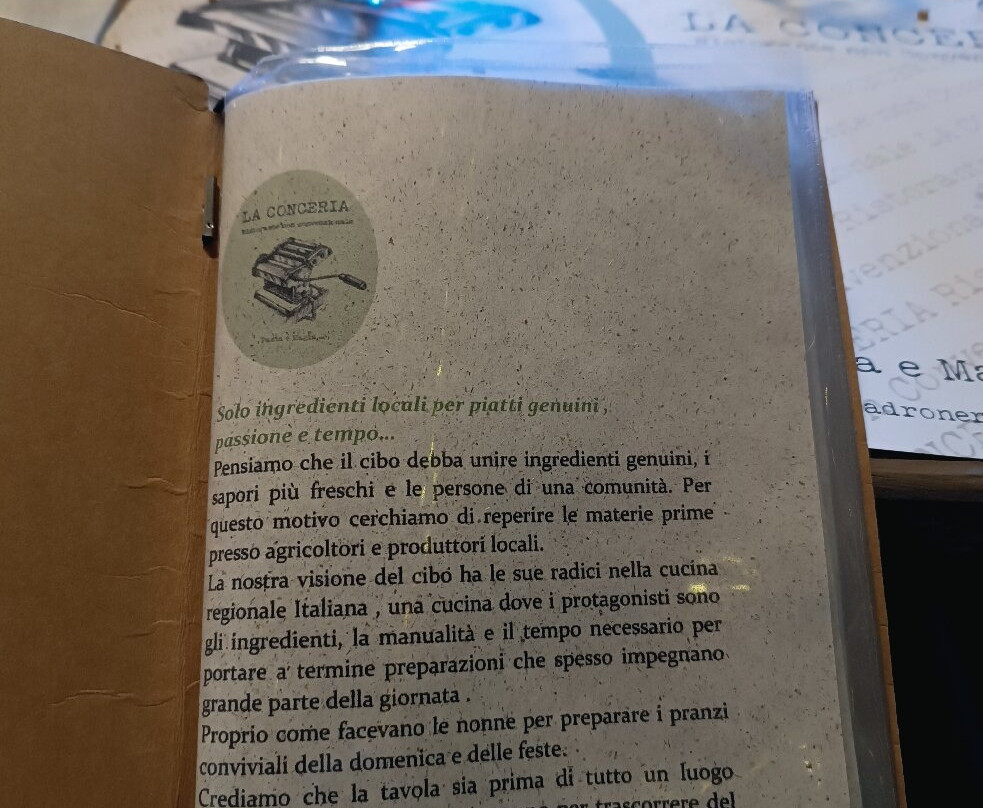 LA CONCERIA
LA CONCERIA
Solo ingredienti locali per piatti genuini ,
passione e tempo...
Pensiamo che il cibo debba unire ingredienti genuini, i
sapori più freschi e le persone di una comunità. Per
questo motivo cerchiamo di reperire le materie prime
presso agricoltori e produttori locali.
La nostra visione del cibo ha le sue radici nella cucina
regionale Italiana , una cucina dove i protagonisti sono
gli ingredienti, la manualità e il tempo necessario per
portare a termine preparazioni che spesso impegnano
grande parte della giornata .
Proprio come facevano le nonne per preparare i pranzi
conviviali della domenica e delle feste.
Crediamo che la tavola sia prima di tutto un luogo
per trascorrere del
a e Ma